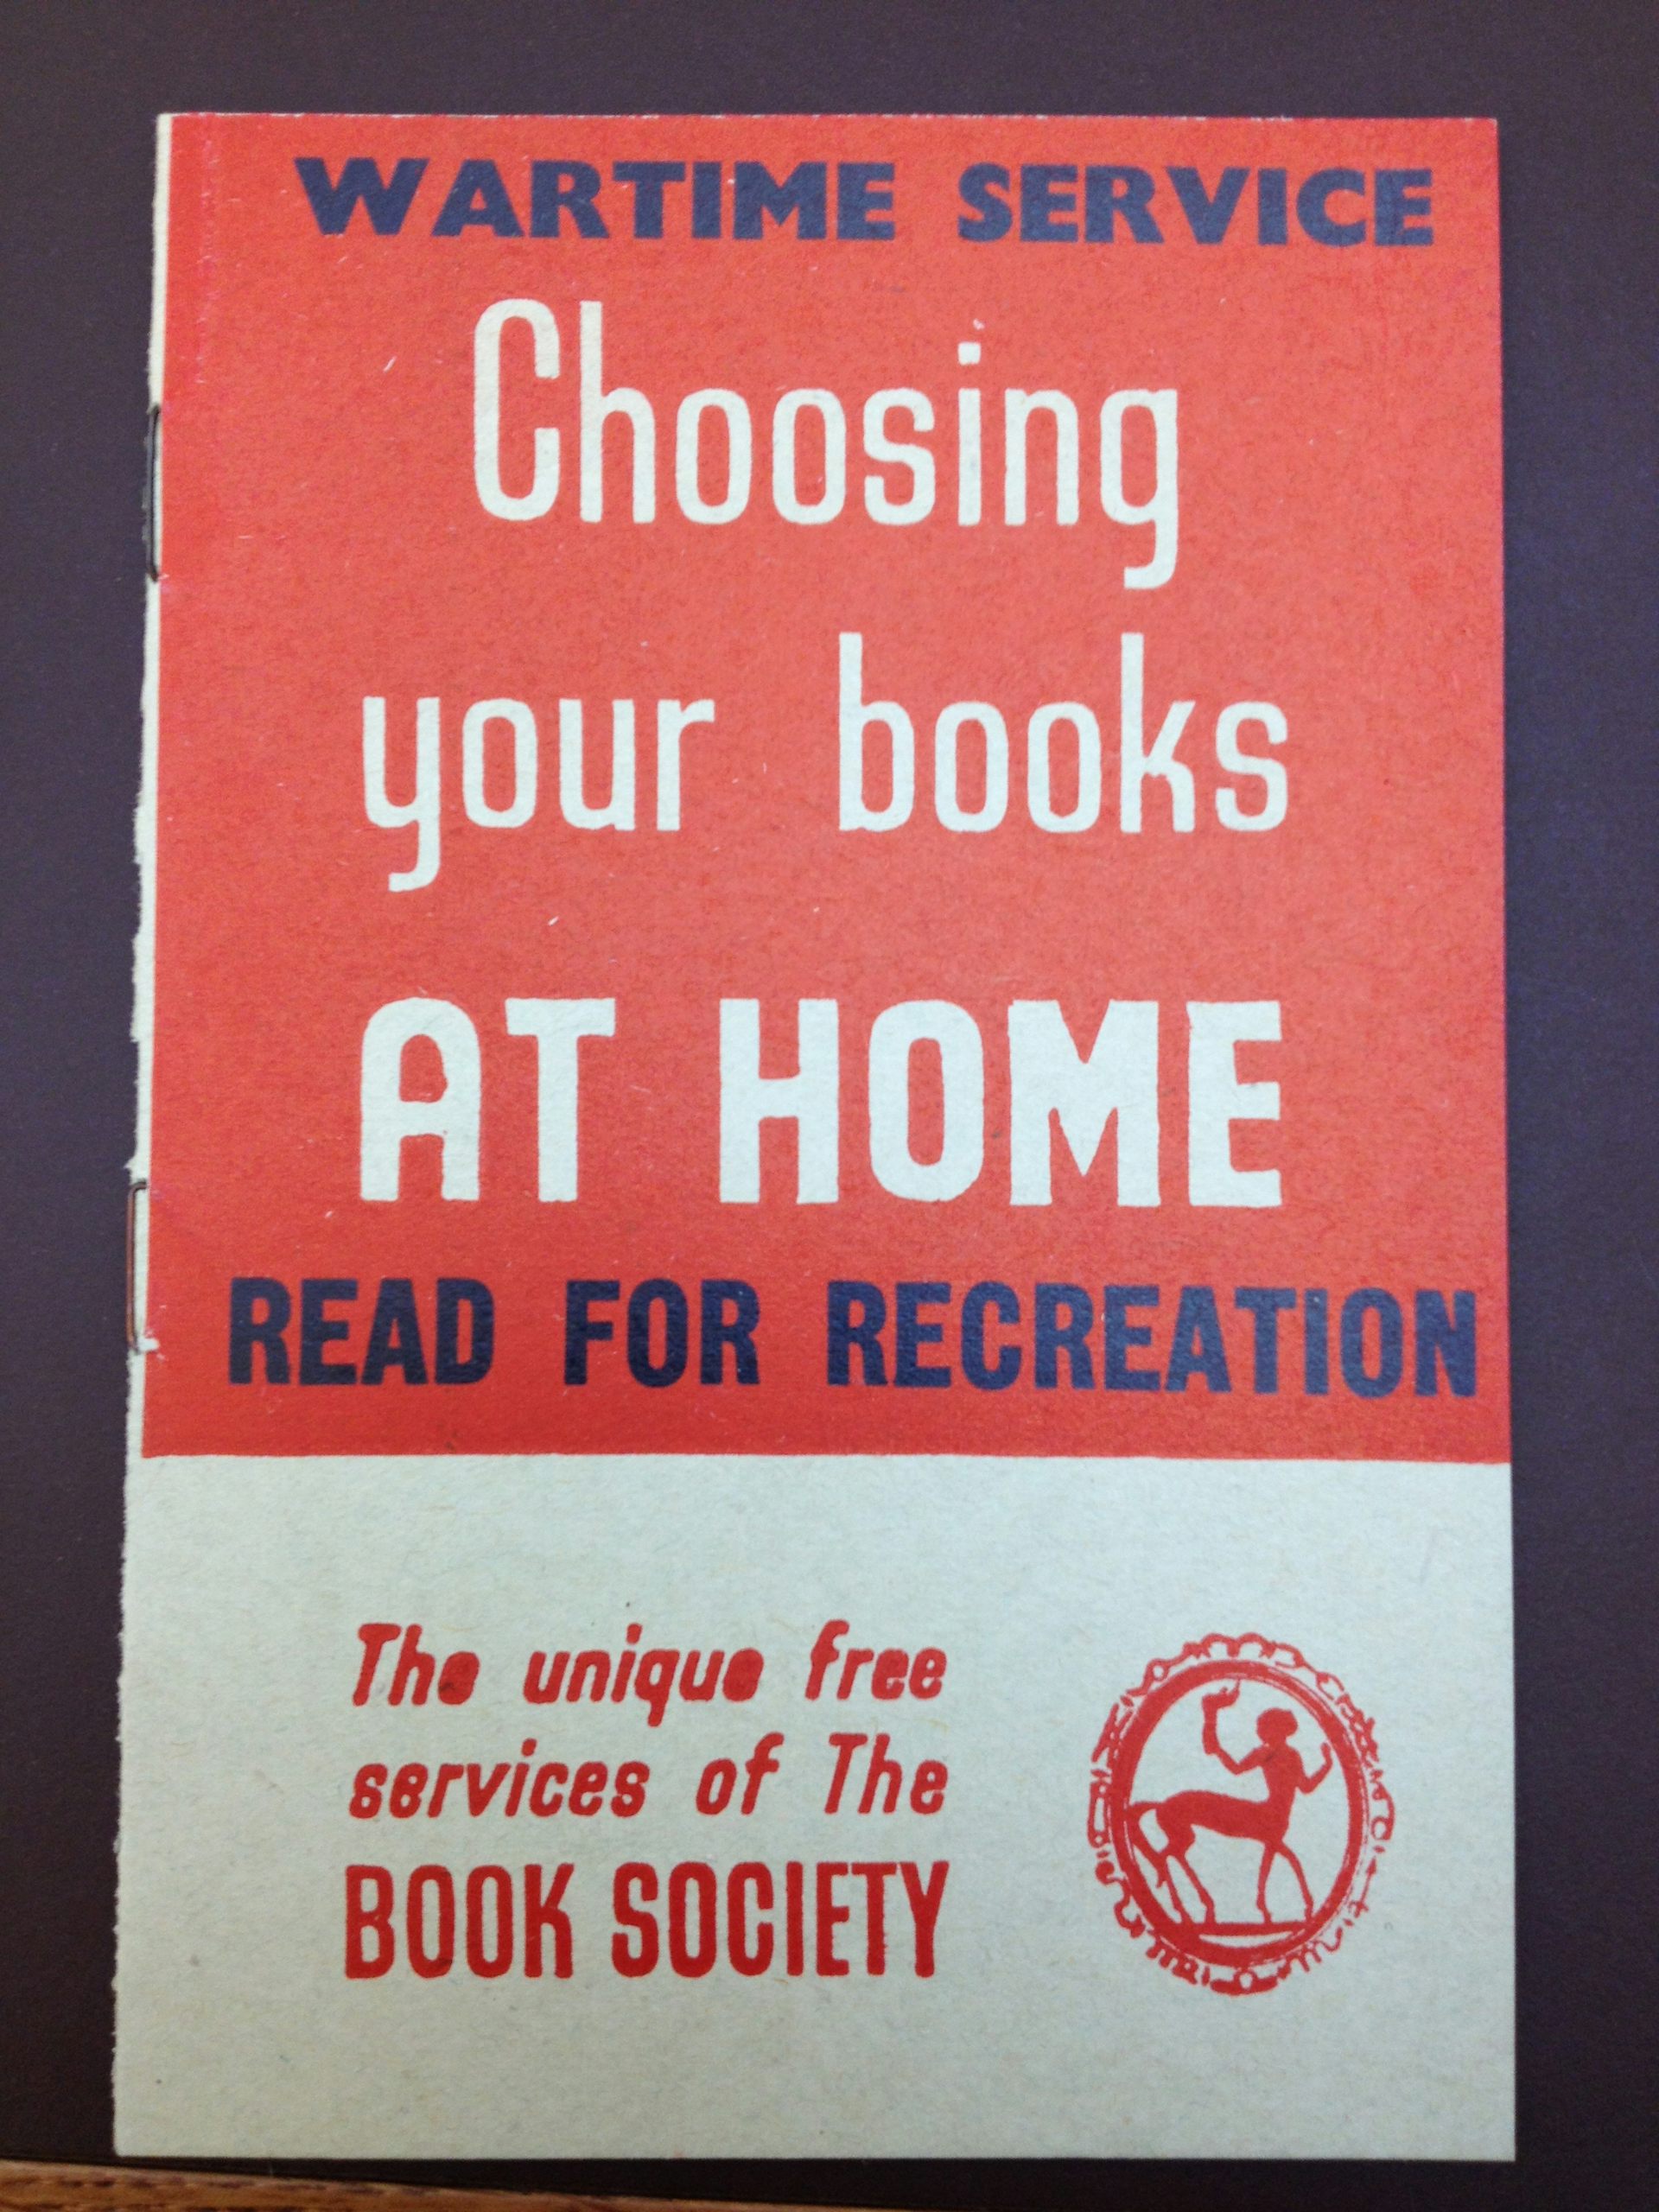 WARTIME SERVICE
Choosing
your books
AT HOME
READ FOR RECREATION
The unique free
services of The
BOOK SOCIETY